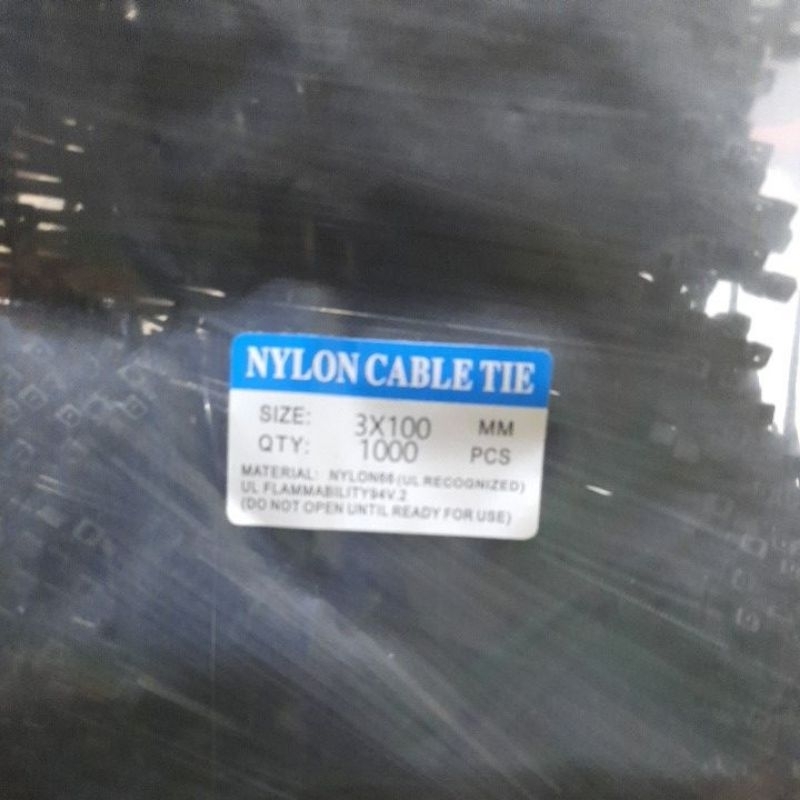 NYLON CABLE TIE
SIZE: 3X100 MM
QTY: 1000 PCS
MATERIAL: NYLON66(UL RECOGNIZED)
UL FLAMMABILITY94V.2
(DO NOT OPEN UNTIL READY FOR USE)